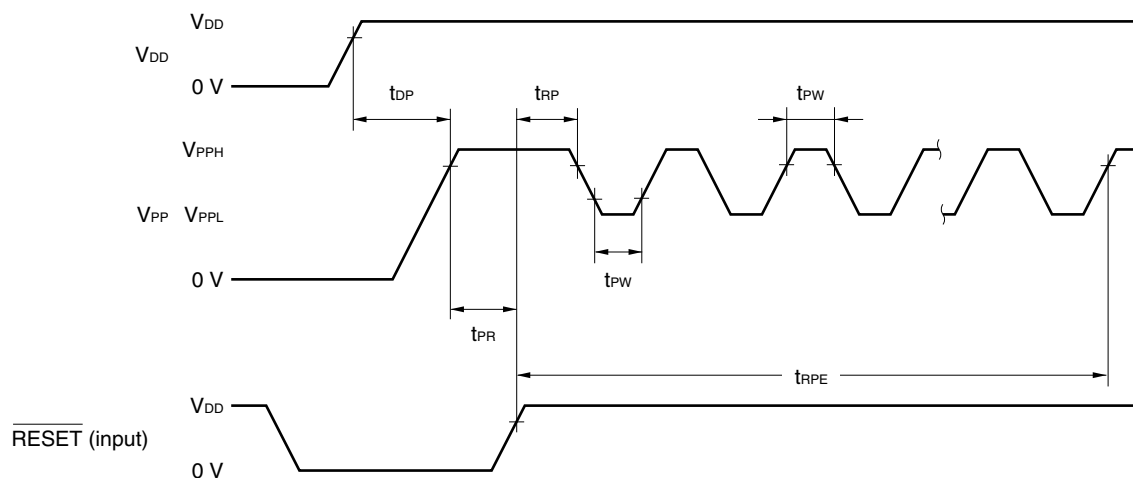 VDD
VDD
0 V
tDP
tRP
tPW
VPPH
VPP VPPL
0 V
tPW
tPR
tRPE
VDD
RESET (input)
0 V